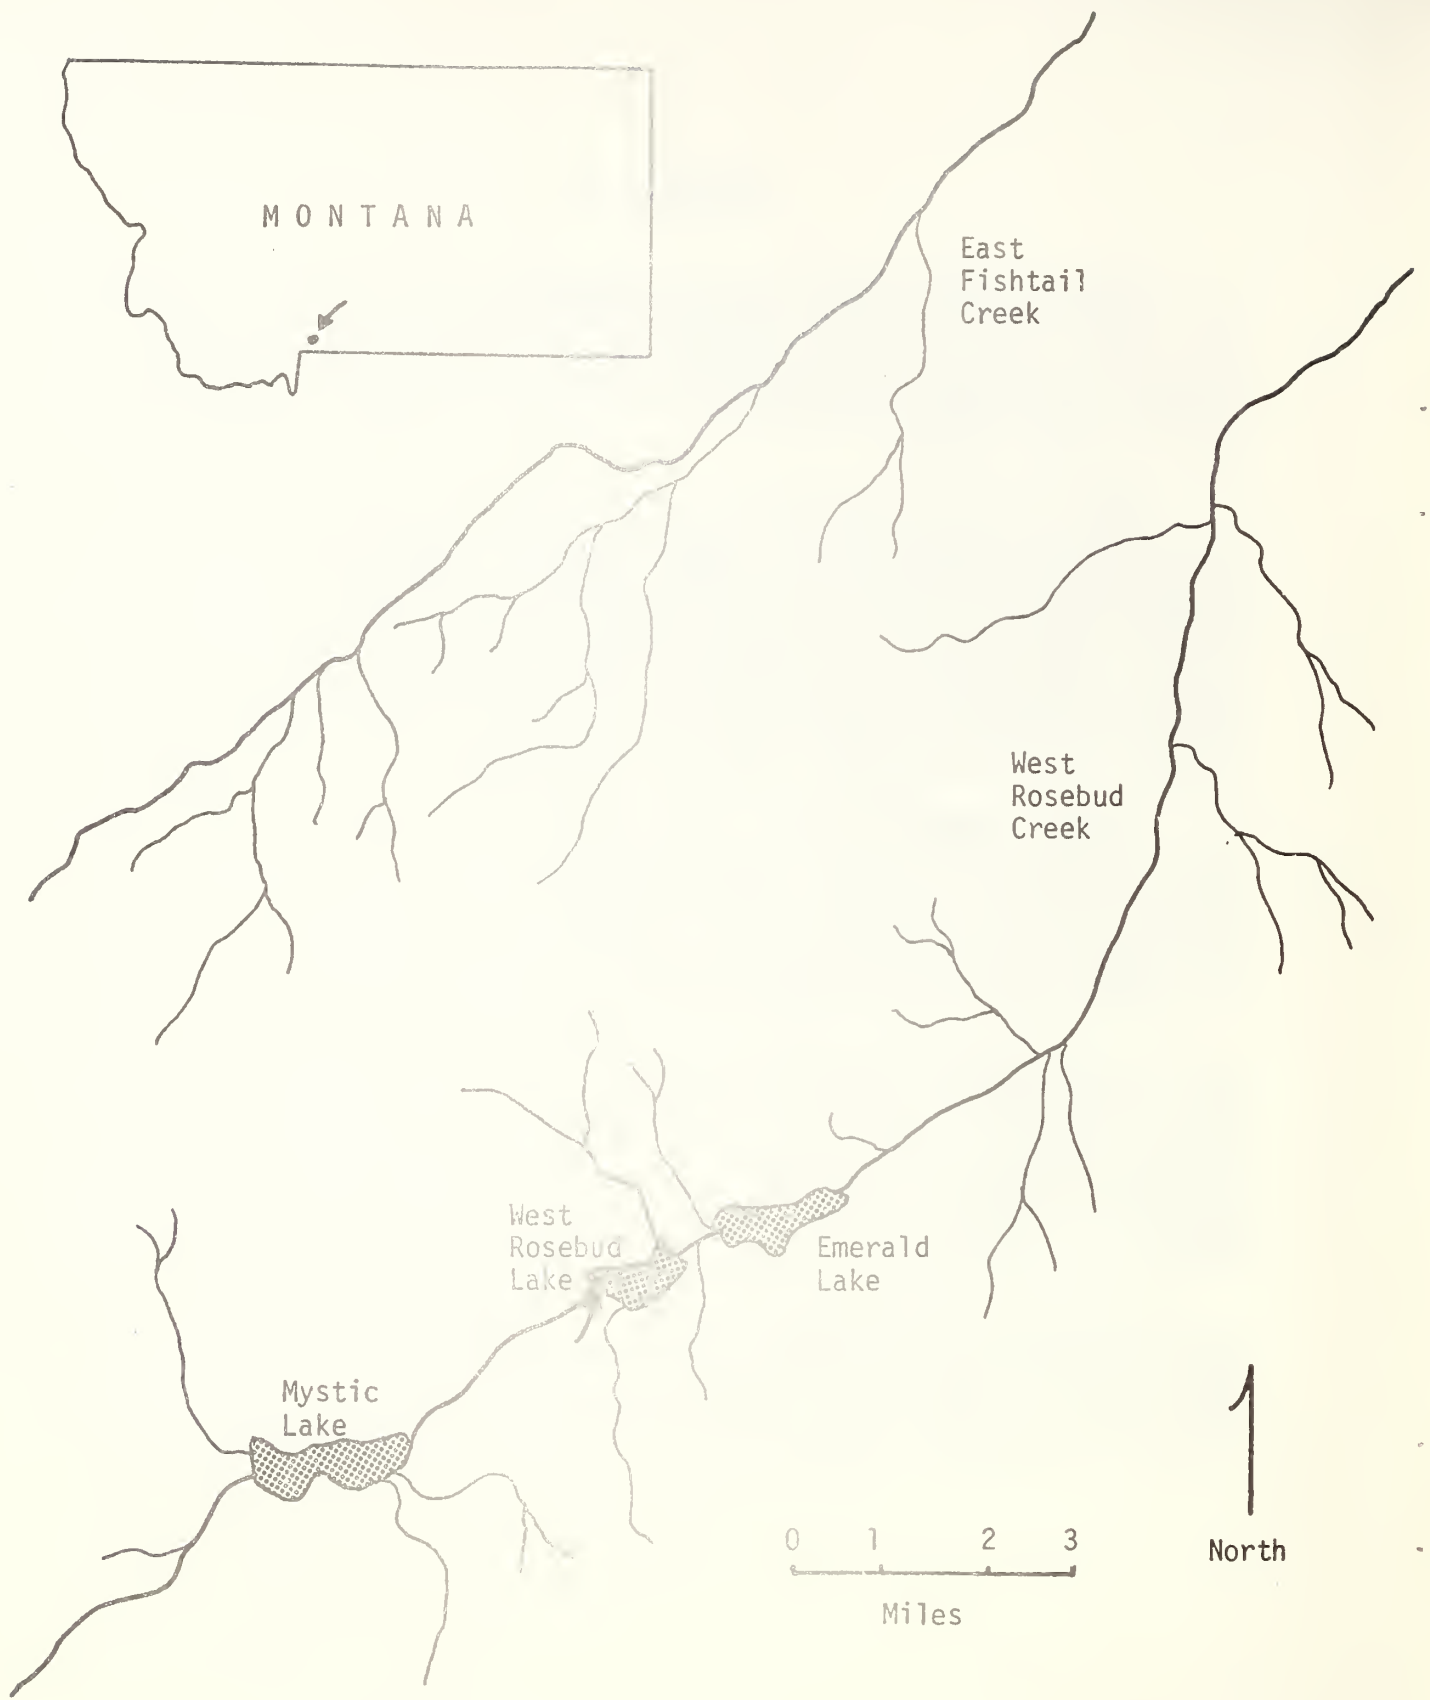 MONTANA
East
Fishtail
Creek
West
Rosebud
Creek
West
Rosebud
Lake
Emerald
Lake
Mystic
Lake
0 1 2 3
Miles
North